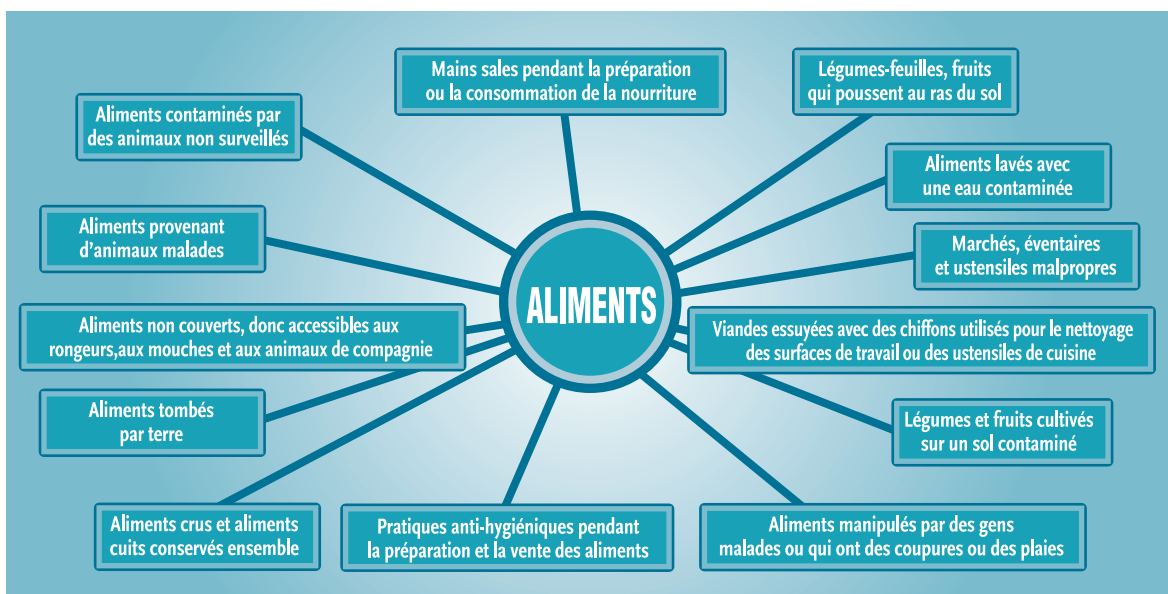 Mains sales pendant la préparation
ou la consommation de la nourriture
Légumes-feuilles, fruits
qui poussent au ras du sol
Aliments contaminés par
des animaux non surveillés
Aliments lavés avec
une eau contaminée
Aliments provenant
d'animaux malades
Marchés, éventaires
et ustensiles malpropres
ALIMENTS
Aliments non couverts, donc accessibles aux
rongeurs,aux mouches et aux animaux de compagnie
Viandes essuyées avec des chiffons utilisés pour le nettoyage
des surfaces de travail ou des ustensiles de cuisine
Aliments tombés
par terre
Légumes et fruits cultivés
sur un sol contaminé
Aliments crus et aliments
cuits conservés ensemble
Pratiques anti-hygiéniques pendant
la préparation et la vente des aliments
Aliments manipulés par des gens
malades ou qui ont des coupures ou des plaies